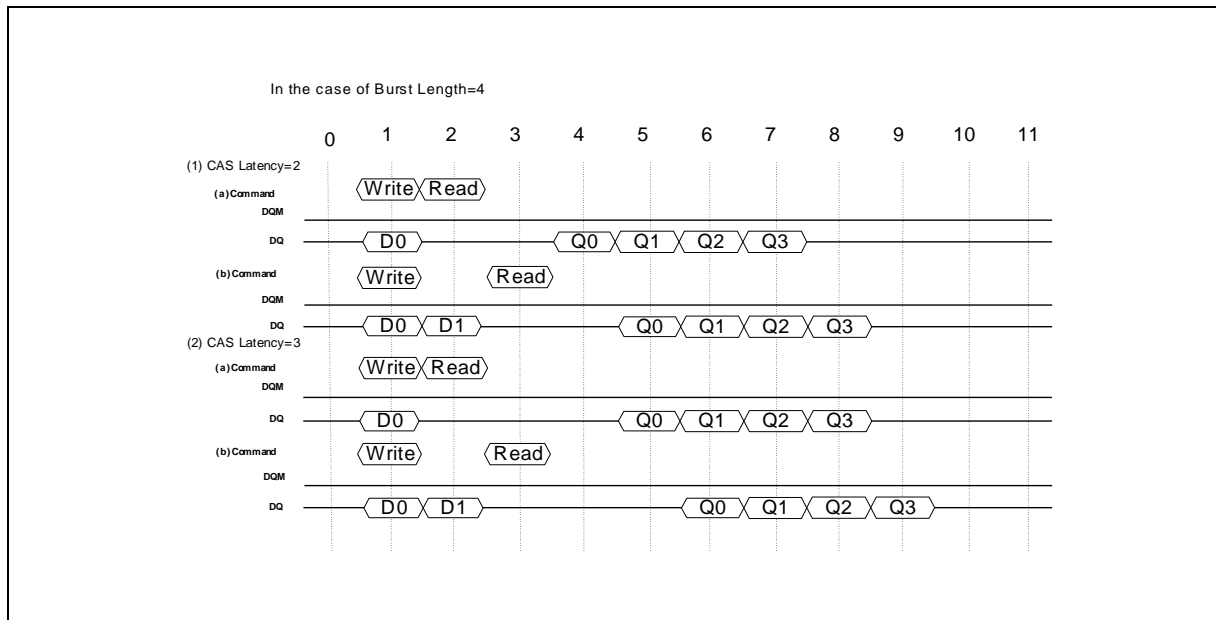 In the case of Burst Length=4
0 1 2 3 4 5 6 7 8 9 10 11
(1) CAS Latency=2
(a)Command Write Read
DQM
DQ D0 Q0 Q1 Q2 Q3
(b)Command Write Read
DQM
DQ D0 D1 Q0 Q1 Q2 Q3
(2) CAS Latency=3
(a)Command Write Read
DQM
DQ D0 Q0 Q1 Q2 Q3
(b)Command Write Read
DQM
DQ D0 D1 Q0 Q1 Q2 Q3